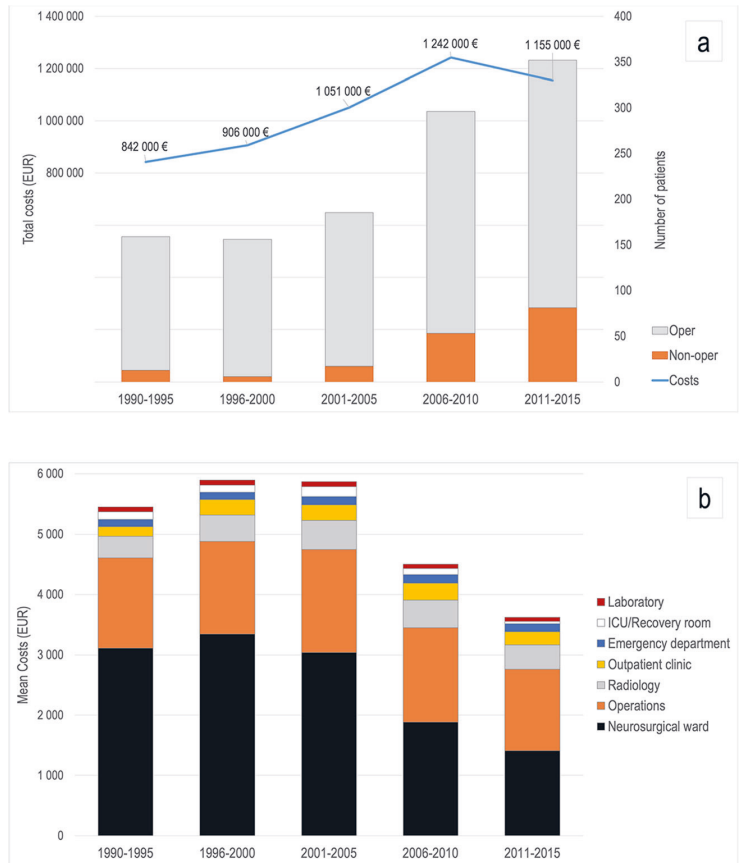 a
1 400 000
1 200 000
1 000 000
800 000
Total costs (EUR)
842 000 €
906 000 €
1 051 000 €
1 242 000 €
1 155 000 €
400
350
300
250
200
150
100
50
0
Number of patients
Oper
Non-oper
Costs
1990-1995
1996-2000
2001-2005
2006-2010
2011-2015
b
6 000
5 000
4 000
3 000
2 000
1 000
0
Mean Costs (EUR)
Laboratory
ICU/Recovery room
Emergency department
Outpatient clinic
Radiology
Operations
Neurosurgical ward
1990-1995
1996-2000
2001-2005
2006-2010
2011-2015